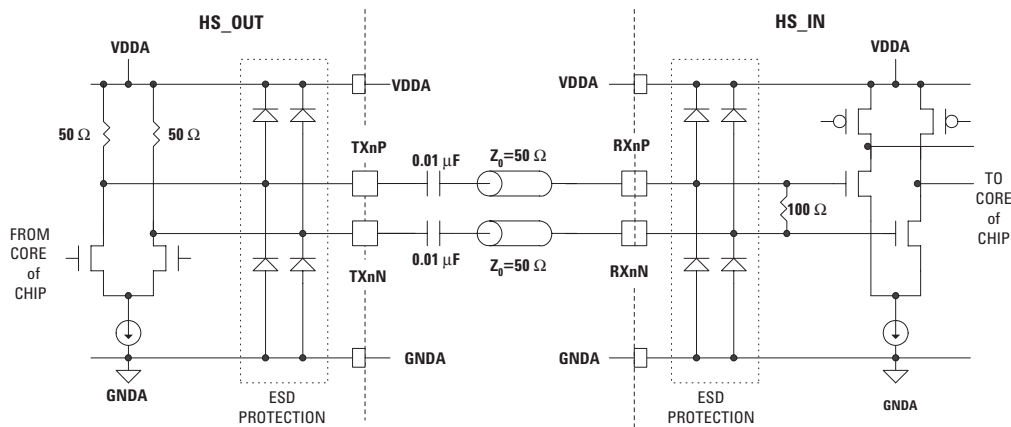 HS_OUT
HS_IN
VDDA
VDDA
VDDA
VDDA
50 Ω
50 Ω
TXnP
0.01 µF
Z0=50 Ω
RXnP
100 Ω
TO
CORE
of
CHIP
FROM
CORE
of
CHIP
TXnN
0.01 µF
Z0=50 Ω
RXnN
GNDA
GNDA
GNDA
GNDA
ESD
PROTECTION
ESD
PROTECTION